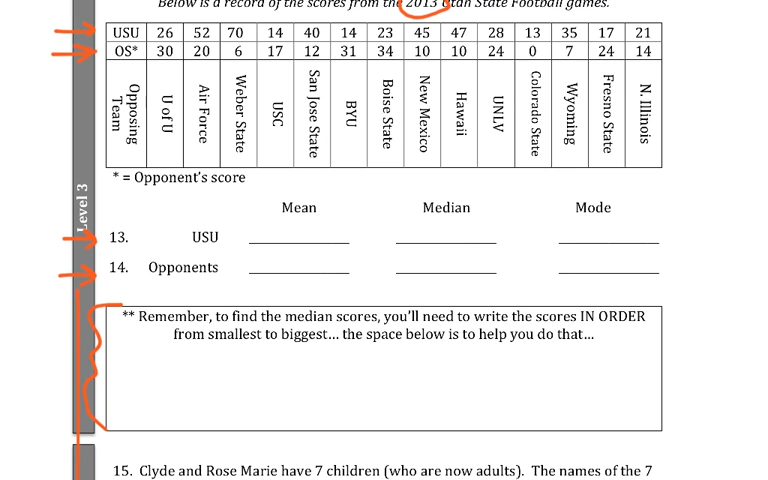 Below is a record of the scores from the 2013 Utah State Football games.
USU 26 52 70 14 40 14 23 45 47 28 13 35 17 21
OS* 30 20 6 17 12 31 34 10 10 24 0 7 24 14
Opposing Team U of U Air Force Weber State USC San Jose State BYU Boise State New Mexico Hawaii UNLV Colorado State Wyoming Fresno State N. Illinois
* = Opponent's score
Level 3
Mean Median Mode
13. USU
14. Opponents
** Remember, to find the median scores, you'll need to write the scores IN ORDER
from smallest to biggest... the space below is to help you do that...
15. Clyde and Rose Marie have 7 children (who are now adults). The names of the 7